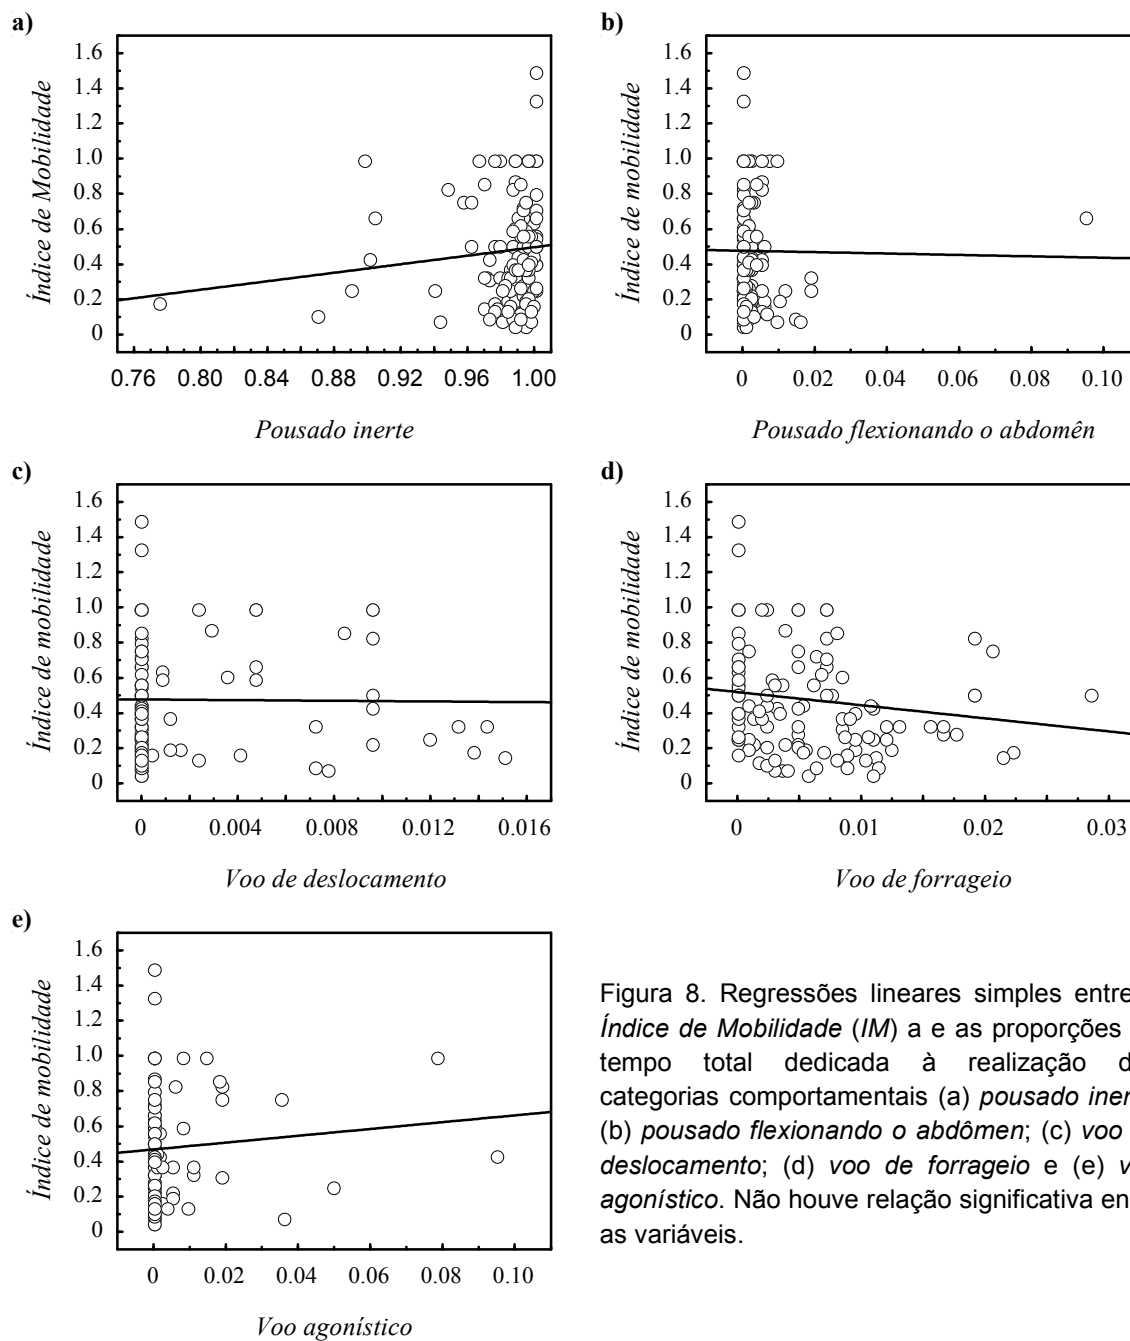 a)
Índice de Mobilidade
1.6
1.4
1.2
1.0
0.8
0.6
0.4
0.2
0
0.76 0.80 0.84 0.88 0.92 0.96 1.00
Pousado inerte
b)
Índice de mobilidade
1.6
1.4
1.2
1.0
0.8
0.6
0.4
0.2
0
0 0.02 0.04 0.06 0.08 0.10
Pousado flexionando o abdomên
c)
Índice de mobilidade
1.6
1.4
1.2
1.0
0.8
0.6
0.4
0.2
0
0 0.004 0.008 0.012 0.016
Voo de deslocamento
d)
Índice de mobilidade
1.6
1.4
1.2
1.0
0.8
0.6
0.4
0.2
0
0 0.01 0.02 0.03
Voo de forrageio
e)
Índice de mobilidade
1.6
1.4
1.2
1.0
0.8
0.6
0.4
0.2
0
0 0.02 0.04 0.06 0.08 0.10
Voo agonístico
Figura 8. Regressões lineares simples entre
Índice de Mobilidade (IM) a e as proporções
tempo total dedicada à realização d
categorias comportamentais (a) pousado iner
(b) pousado flexionando o abdômen; (c) voo
deslocamento; (d) voo de forrageio e (e) v
agonístico. Não houve relação significativa en
as variáveis.